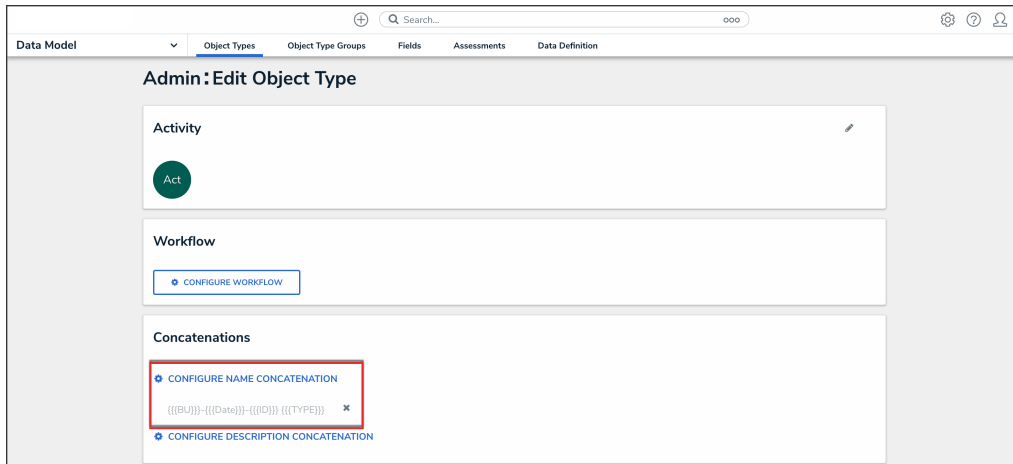 Search...
Data Model
Object Types
Object Type Groups
Fields
Assessments
Data Definition
Admin:Edit Object Type
Activity
Act
Workflow
CONFIGURE WORKFLOW
Concatenations
CONFIGURE NAME CONCATENATION
{{{BU}}}-{{{Date}}}-{{{ID}}} {{{TYPE}}}
CONFIGURE DESCRIPTION CONCATENATION